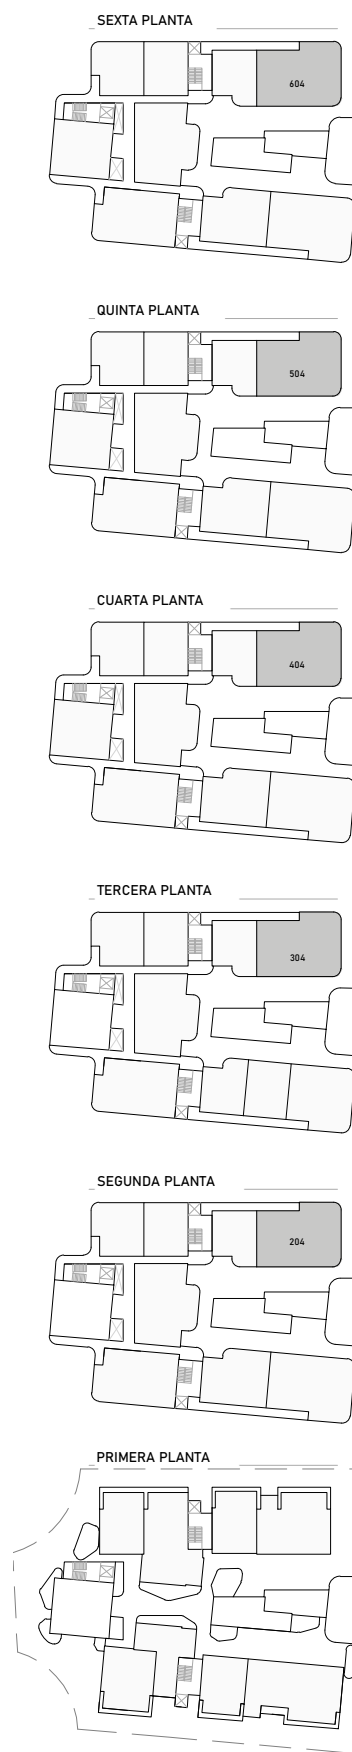 SEXTA PLANTA
604
QUINTA PLANTA
504
CUARTA PLANTA
404
TERCERA PLANTA
304
SEGUNDA PLANTA
204
PRIMERA PLANTA